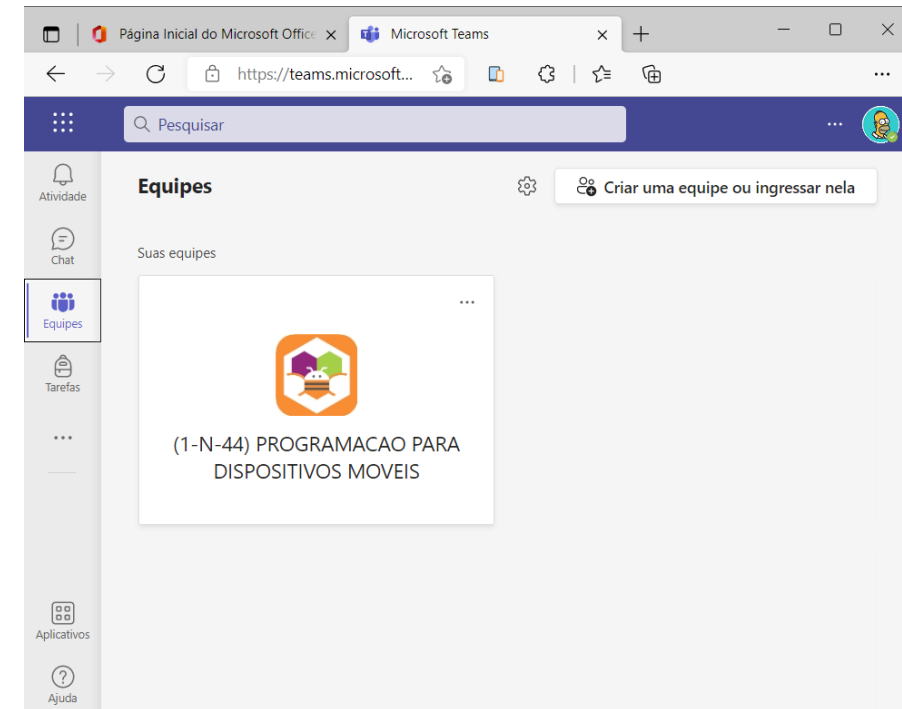 Página Inicial do Microsoft Office
Microsoft Teams
https://teams.microsoft...
Pesquisar
Atividade
Equipes
Criar uma equipe ou ingressar nela
Chat
Suas equipes
Equipes
Tarefas
(1-N-44) PROGRAMACAO PARA
DISPOSITIVOS MOVEIS
Aplicativos
Ajuda